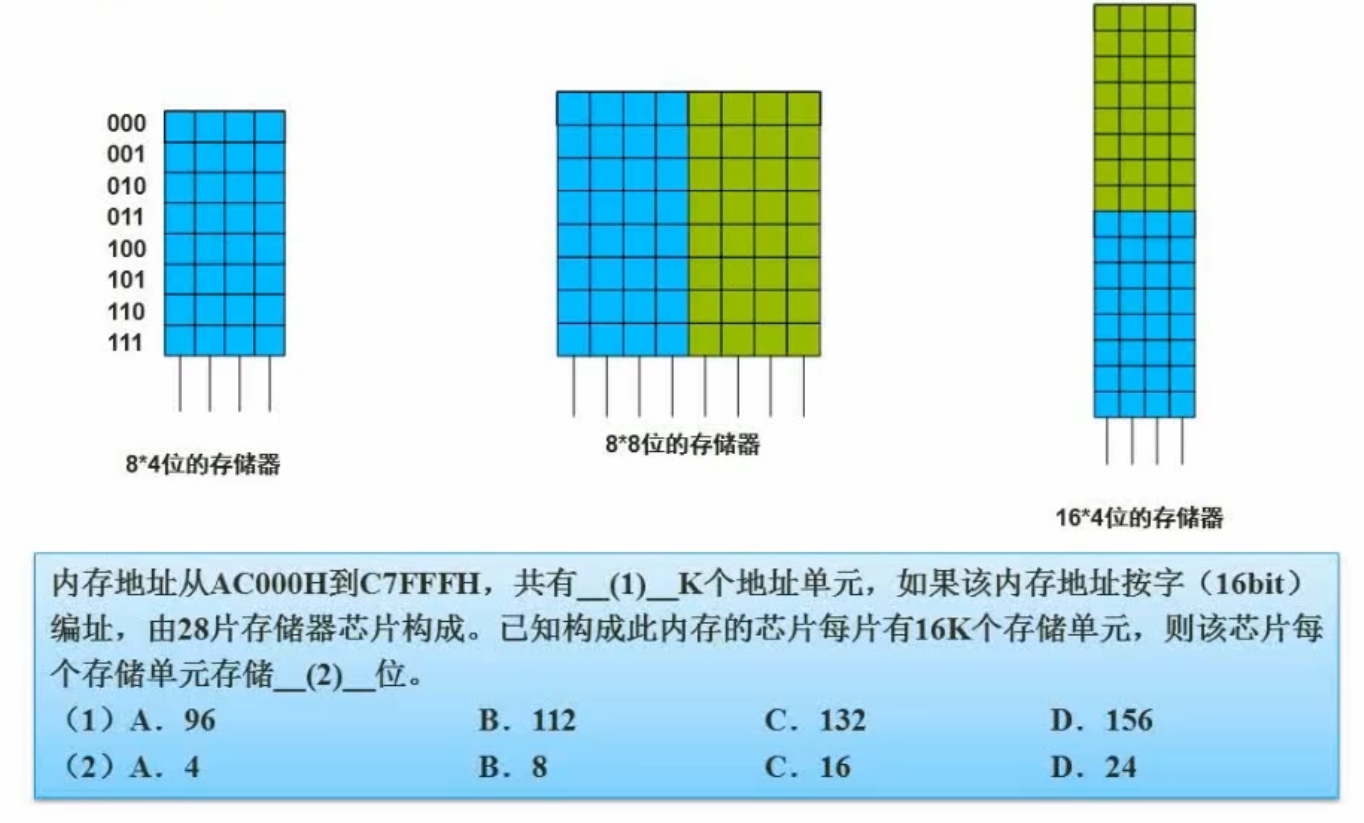 000
001
010
011
100
101
110
111
8*4位的存储器
8*8位的存储器
16*4位的存储器
内存地址从AC000H到C7FFFH，共有__(1)__K个地址单元，如果该内存地址按字（16bit）
编址，由28片存储器芯片构成。已知构成此内存的芯片每片有16K个存储单元，则该芯片每
个存储单元存储__(2)__位。
（1）A．96 B．112 C．132 D．156
（2）A．4 B．8 C．16 D．24